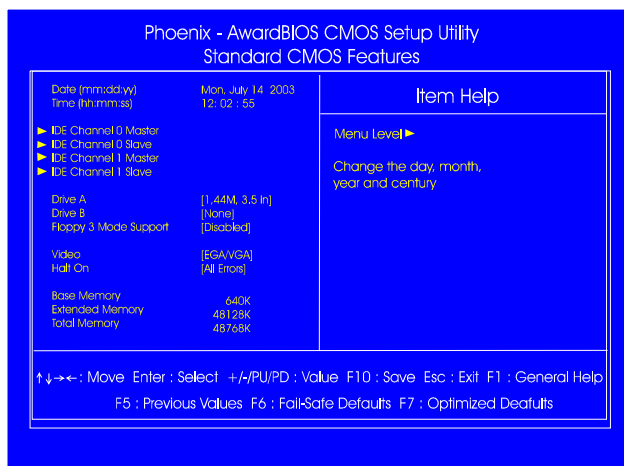 Phoenix - AwardBIOS CMOS Setup Utility
Standard CMOS Features
Date (mm:dd:yy) Mon, July 14 2003
Time (hh:mm:ss) 12: 02 : 55
► IDE Channel 0 Master
► IDE Channel 0 Slave
► IDE Channel 1 Master
► IDE Channel 1 Slave
Drive A [1,44M, 3.5 in]
Drive B [None]
Floppy 3 Mode Support [Disabled]
Video [EGA/VGA]
Halt On [All Errors]
Base Memory 640K
Extended Memory 48128K
Total Memory 48768K
Item Help
Menu Level ►
Change the day, month,
year and century
↑↓→←: Move Enter : Select +/-/PU/PD : Value F10 : Save Esc : Exit F1 : General Help
F5 : Previous Values F6 : Fail-Safe Defaults F7 : Optimized Deafults